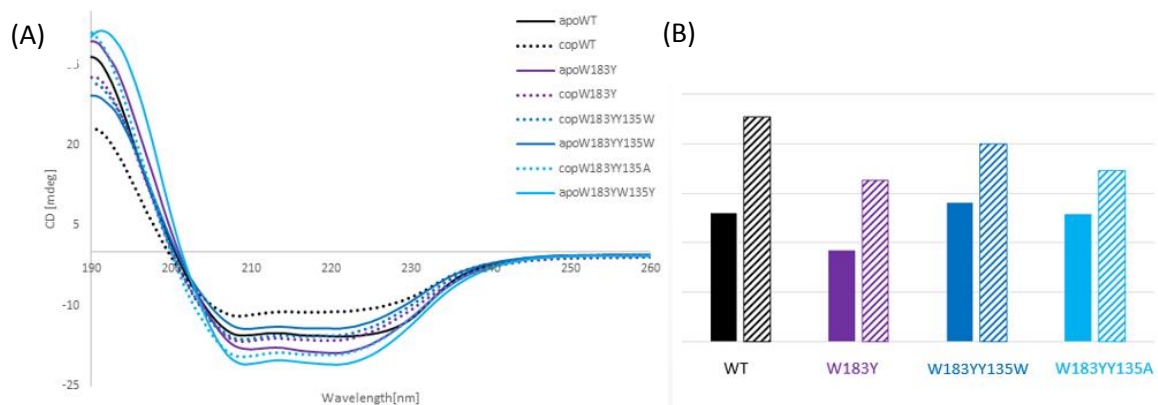 (A)
apoWT
copWT
apoW183Y
copW183Y
copW183YY135W
apoW183YY135W
copW183YY135A
apoW183YW135Y
CD [mdeg]
20
5
-10
-25
190 200 210 220 230 240 250 260
Wavelength[nm]
(B)
WT W183Y W183YY135W W183YY135A